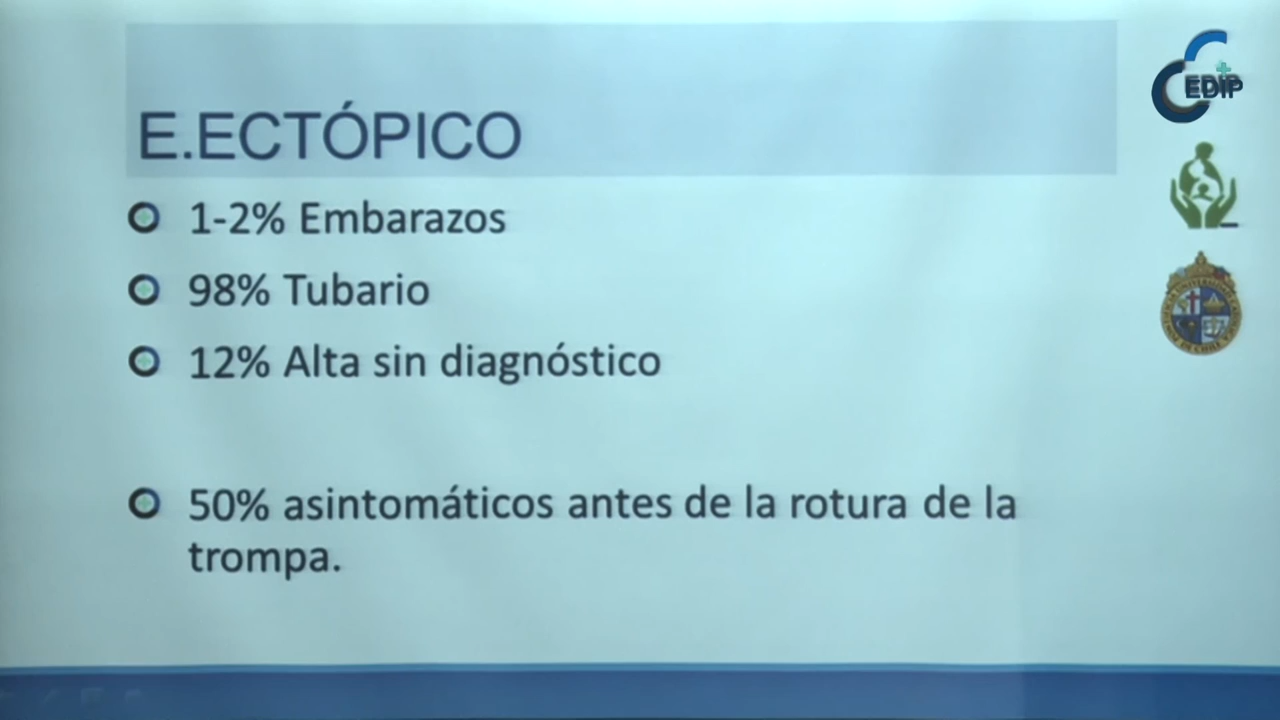 EDIP
E.ECTÓPICO
1-2% Embarazos
98% Tubario
12% Alta sin diagnóstico
50% asintomáticos antes de la rotura de la
trompa.